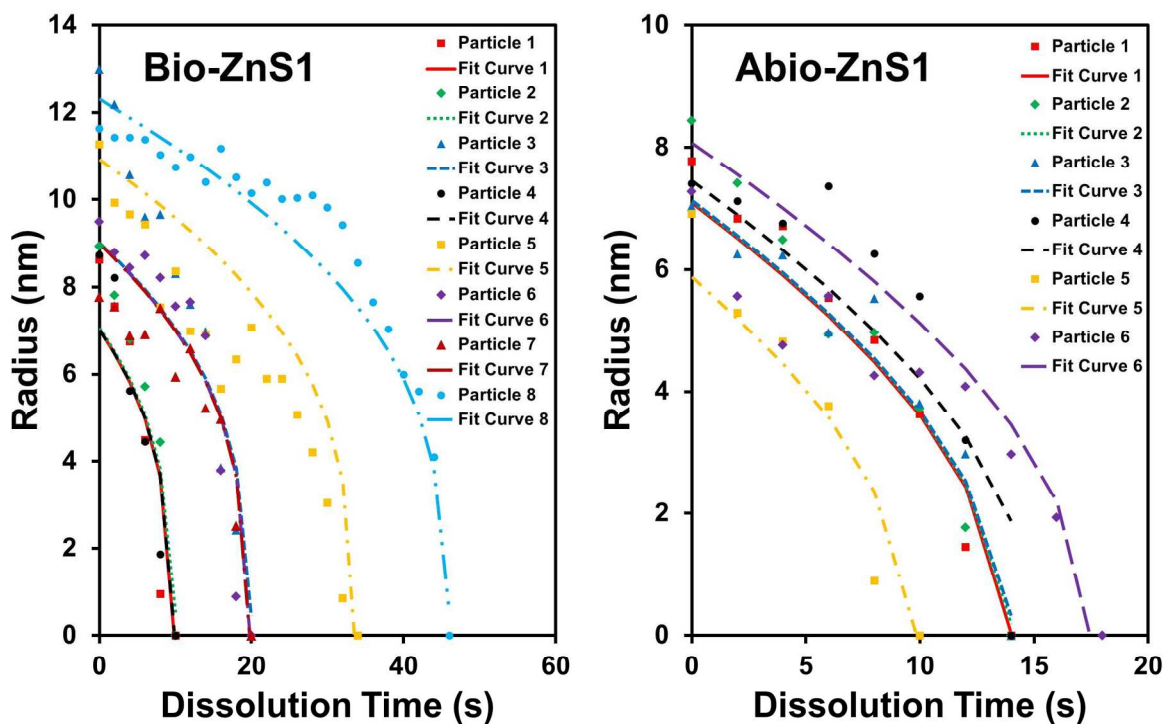 Bio-ZnS1
Radius (nm)
14
12
10
8
6
4
2
0
0
20
40
60
Dissolution Time (s)
Particle 1
Fit Curve 1
Particle 2
Fit Curve 2
Particle 3
Fit Curve 3
Particle 4
Fit Curve 4
Particle 5
Fit Curve 5
Particle 6
Fit Curve 6
Particle 7
Fit Curve 7
Particle 8
Fit Curve 8
Abio-ZnS1
Radius (nm)
10
8
6
4
2
0
0
5
10
15
20
Dissolution Time (s)
Particle 1
Fit Curve 1
Particle 2
Fit Curve 2
Particle 3
Fit Curve 3
Particle 4
Fit Curve 4
Particle 5
Fit Curve 5
Particle 6
Fit Curve 6